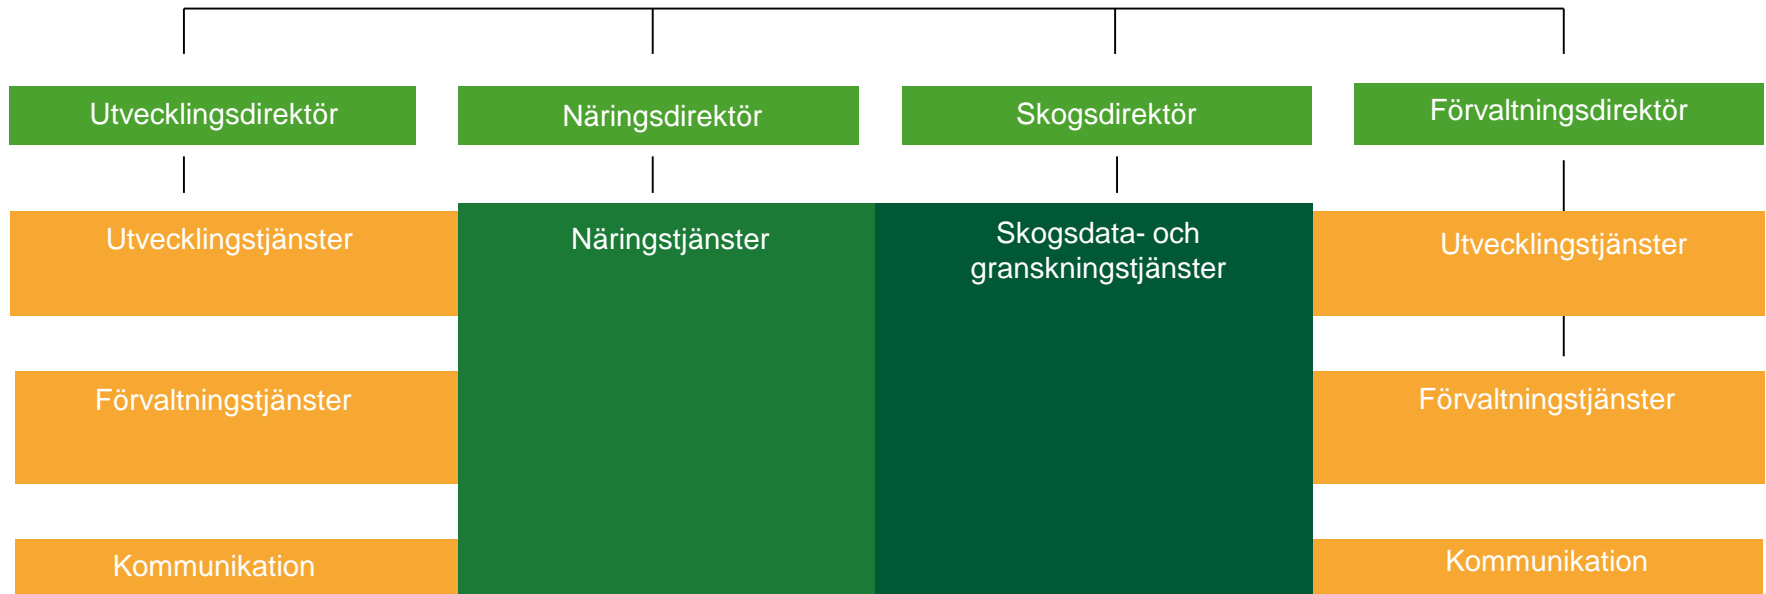 Utvecklingsdirektör
Näringsdirektör
Skogsdirektör
Förvaltningsdirektör
Utvecklingstjänster
Näringstjänster
Skogsdata- och
granskningstjänster
Utvecklingstjänster
Förvaltningstjänster
Förvaltningstjänster
Kommunikation
Kommunikation